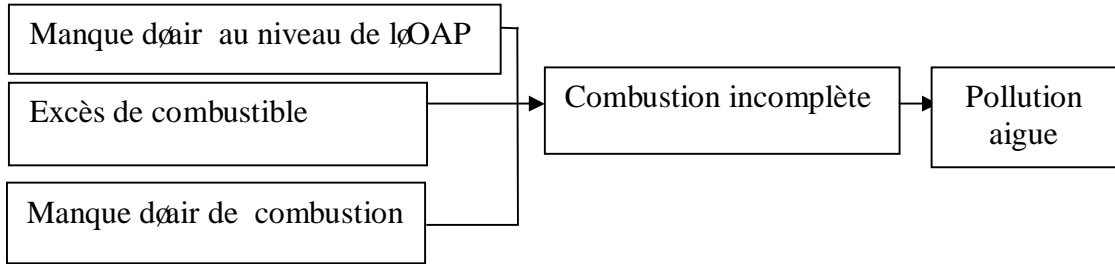 Manque døair au niveau de løOAP
Excès de combustible
Manque døair de combustion
Combustion incomplète
Pollution
aigue